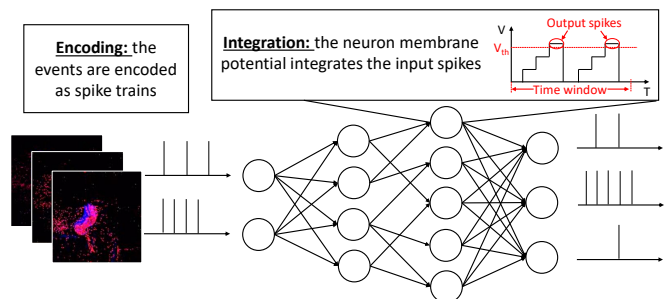 Encoding: the
events are encoded
as spike trains
Integration: the neuron membrane
potential integrates the input spikes
V
Output spikes
Vth
Time window
T